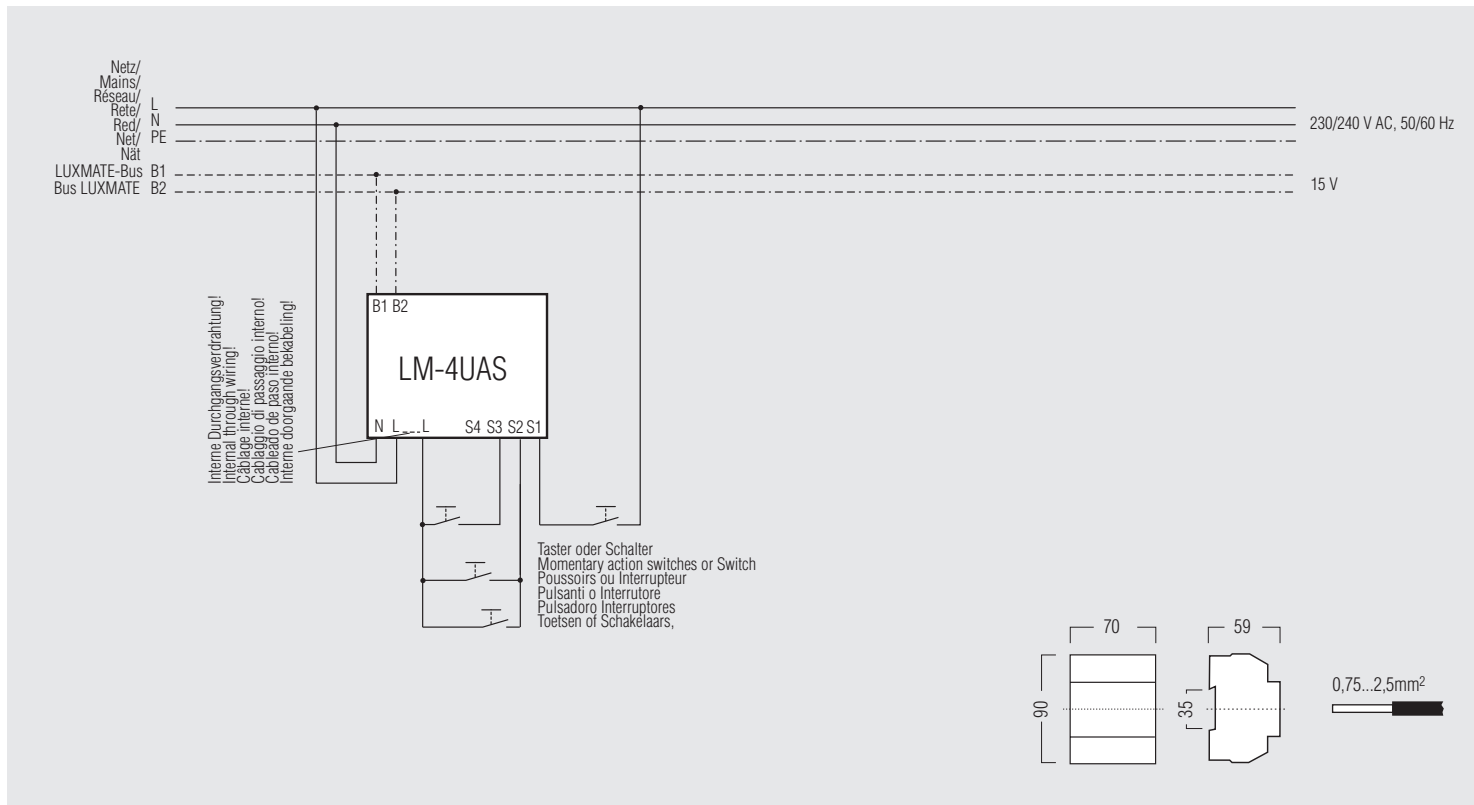 Netz/
Mains/
Réseau/
Rete/
Red/
Net/
Nät
L
N
PE
230/240 V AC, 50/60 Hz
LUXMATE-Bus B1
Bus LUXMATE B2
15 V
Interne Durchgangsverdrahtung!
Internal through wiring!
Câblage interne!
Cablaggio di passaggio interno!
Cableado de paso interno!
Interne doorgaande bekabeling!
B1 B2
LM-4UAS
N L L S4 S3 S2 S1
Taster oder Schalter
Momentary action switches or Switch
Poussoirs ou Interrupteur
Pulsanti o Interrutore
Pulsadoro Interruptores
Toetsen of Schakelaars,
70
59
90
35
0,75...2,5mm²